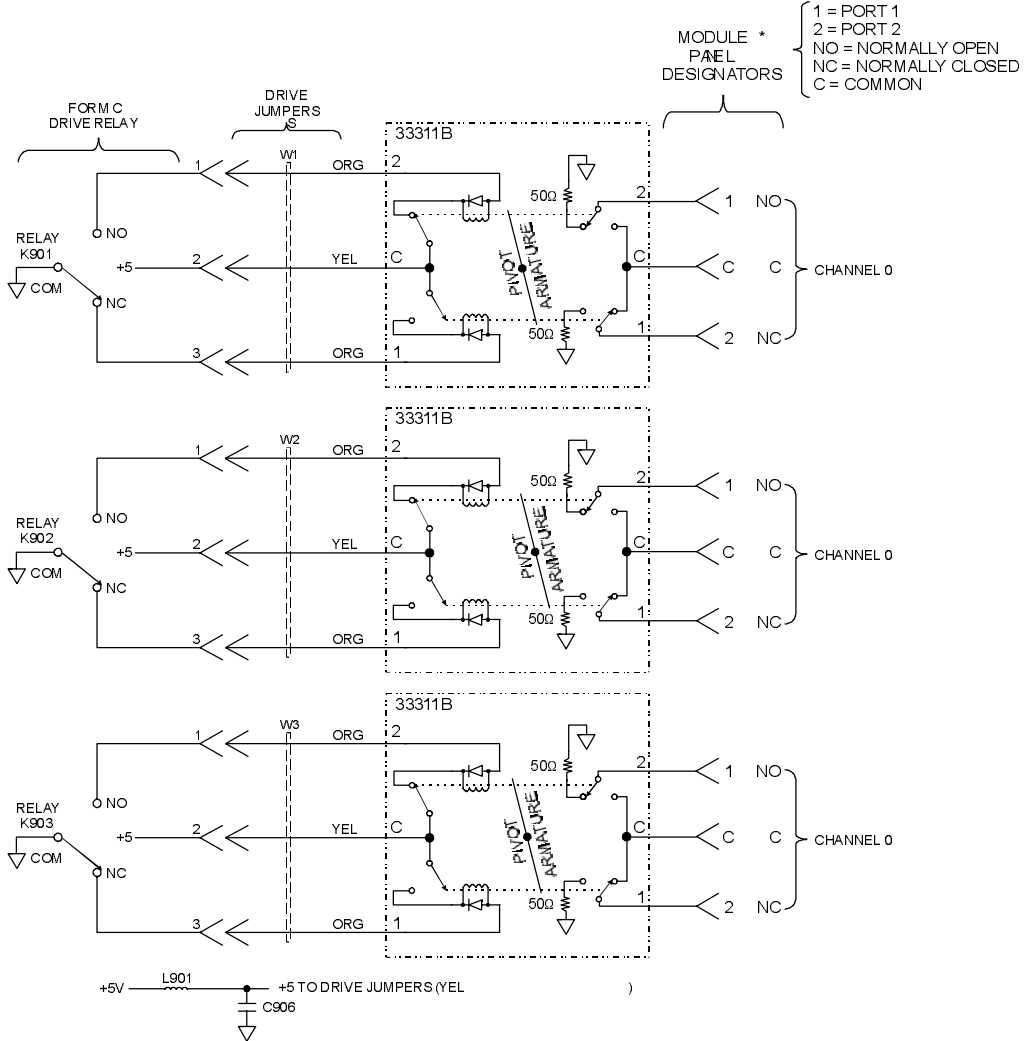 1 = PORT 1
2 = PORT 2
NO = NORMALLY OPEN
NC = NORMALLY CLOSED
C = COMMON
MODULE *
PANEL
DESIGNATORS
FORM C
DRIVE RELAY
DRIVE
JUMPERS
S
33311B
W1
1
ORG
2
50Ω
2
1
NO
NO
RELAY
K901
+5
2
YEL
C
PIVOT
ARMATURE
C
C
C
CHANNEL 0
COM
NC
50Ω
1
2
NC
3
ORG
1
33311B
W2
1
ORG
2
50Ω
2
1
NO
NO
RELAY
K902
+5
2
YEL
C
PIVOT
ARMATURE
C
C
C
CHANNEL 0
COM
NC
50Ω
1
2
NC
3
ORG
1
33311B
W3
1
ORG
2
50Ω
2
1
NO
NO
RELAY
K903
+5
2
YEL
C
PIVOT
ARMATURE
C
C
C
CHANNEL 0
COM
NC
50Ω
1
2
NC
3
ORG
1
L901
+5V
+5 TO DRIVE JUMPERS (YEL )
C906